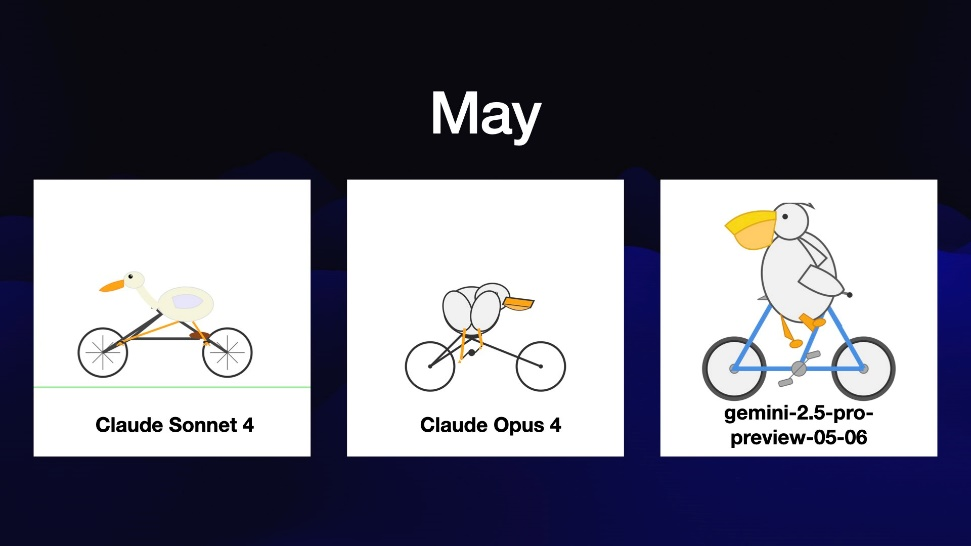 May
Claude Sonnet 4
Claude Opus 4
gemini-2.5-pro-
preview-05-06